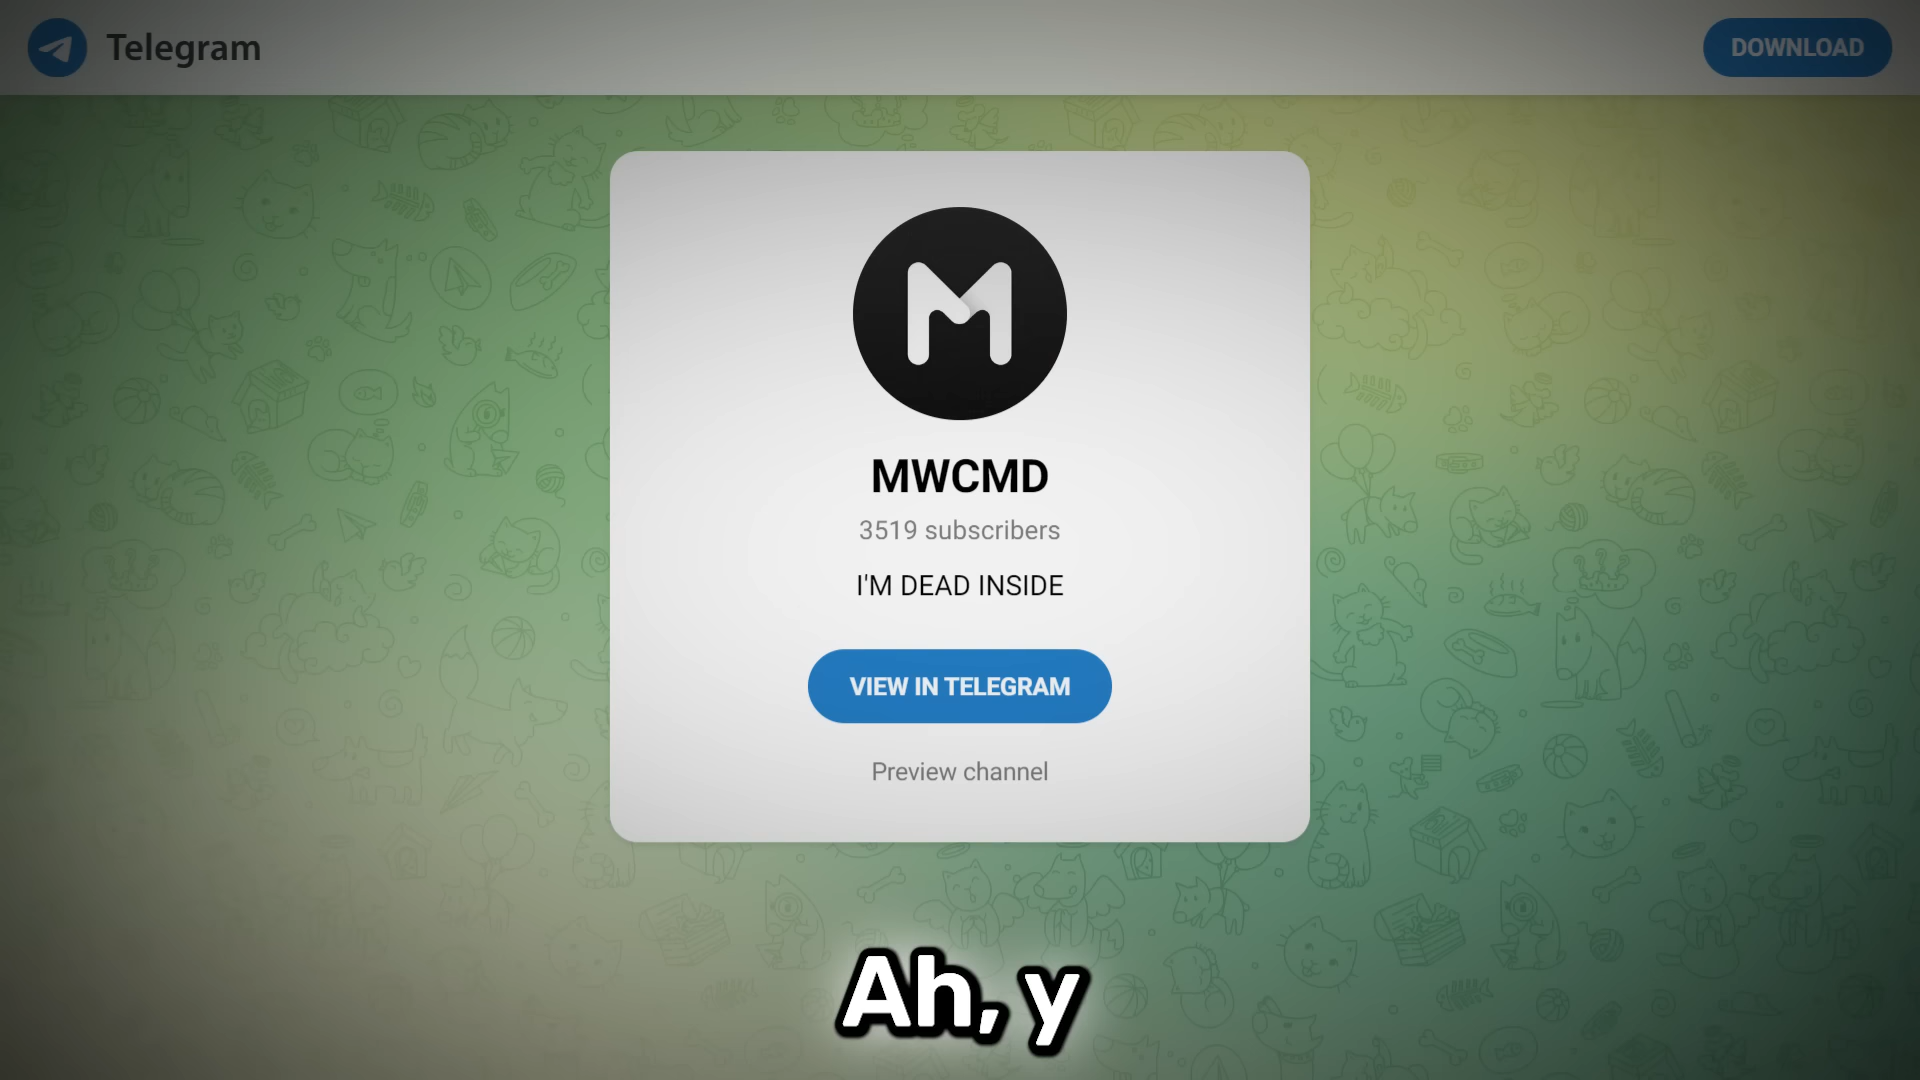 Telegram
DOWNLOAD
MWCMD
3519 subscribers
I'M DEAD INSIDE
VIEW IN TELEGRAM
Preview channel
Ah, y